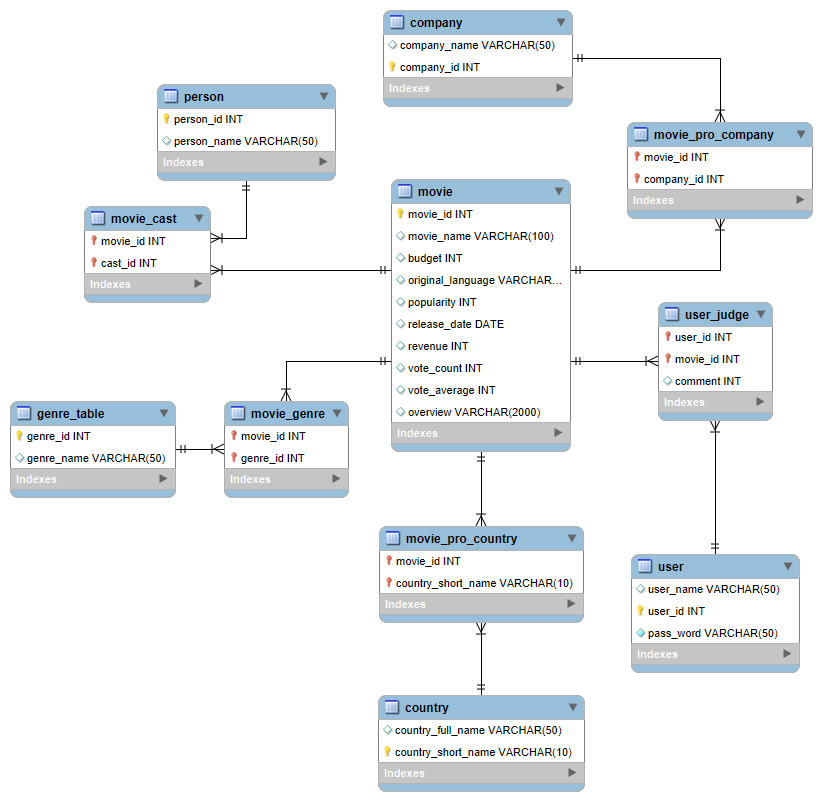 company
company_name VARCHAR(50)
company_id INT
Indexes
person
person_id INT
person_name VARCHAR(50)
Indexes
movie_pro_company
movie_id INT
company_id INT
Indexes
movie_cast
movie_id INT
cast_id INT
Indexes
movie
movie_id INT
movie_name VARCHAR(100)
budget INT
original_language VARCHAR...
popularity INT
release_date DATE
revenue INT
vote_count INT
vote_average INT
overview VARCHAR(2000)
Indexes
user_judge
user_id INT
movie_id INT
comment INT
Indexes
genre_table
genre_id INT
genre_name VARCHAR(50)
Indexes
movie_genre
movie_id INT
genre_id INT
Indexes
movie_pro_country
movie_id INT
country_short_name VARCHAR(10)
Indexes
user
user_name VARCHAR(50)
user_id INT
pass_word VARCHAR(50)
Indexes
country
country_full_name VARCHAR(50)
country_short_name VARCHAR(10)
Indexes